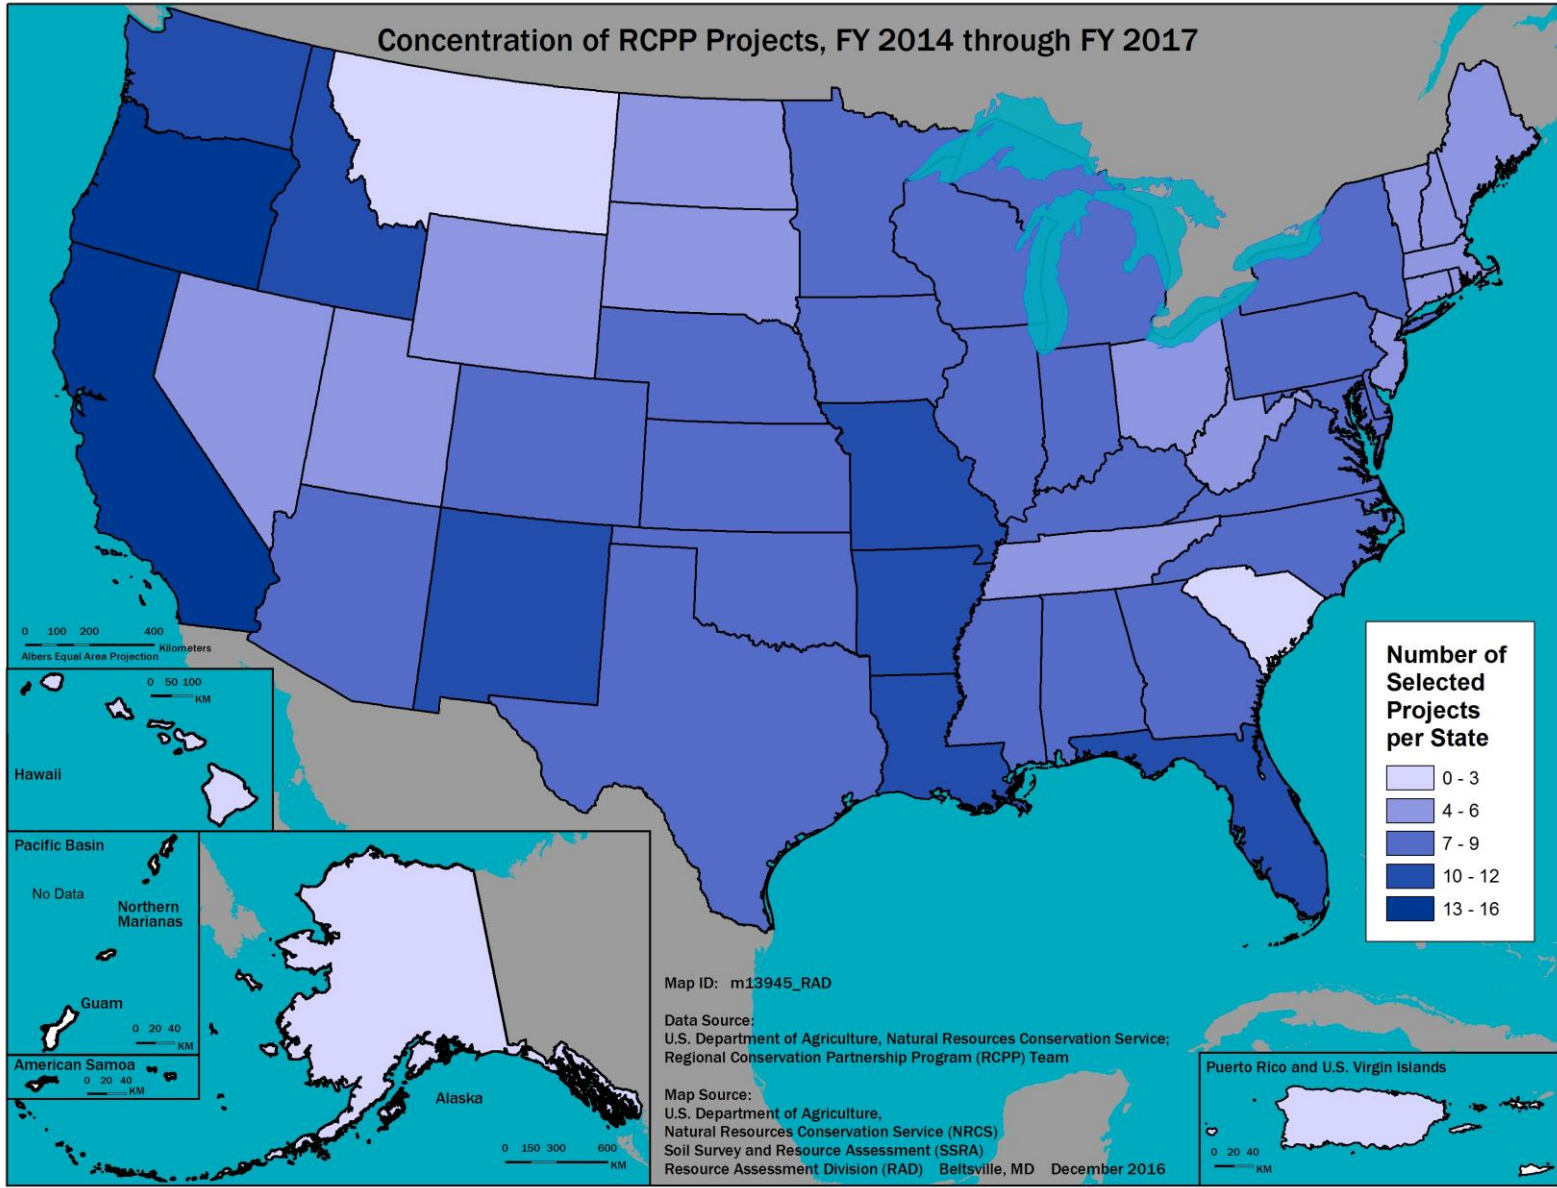 Concentration of RCPP Projects, FY 2014 through FY 2017
0 100 200 400 Kilometers
Albers Equal Area Projection
0 50 100
KM
Hawaii
Pacific Basin
No Data
Northern
Marianas
Guam
0 20 40
KM
American Samoa
0 20 40
KM
Alaska
0 150 300 600
KM
Number of
Selected
Projects
per State
0 - 3
4 - 6
7 - 9
10 - 12
13 - 16
Map ID: m13945_RAD
Data Source:
U.S. Department of Agriculture, Natural Resources Conservation Service;
Regional Conservation Partnership Program (RCPP) Team
Map Source:
U.S. Department of Agriculture,
Natural Resources Conservation Service (NRCS)
Soil Survey and Resource Assessment (SSRA)
Resource Assessment Division (RAD) Beltsville, MD December 2016
Puerto Rico and U.S. Virgin Islands
0 20 40
KM